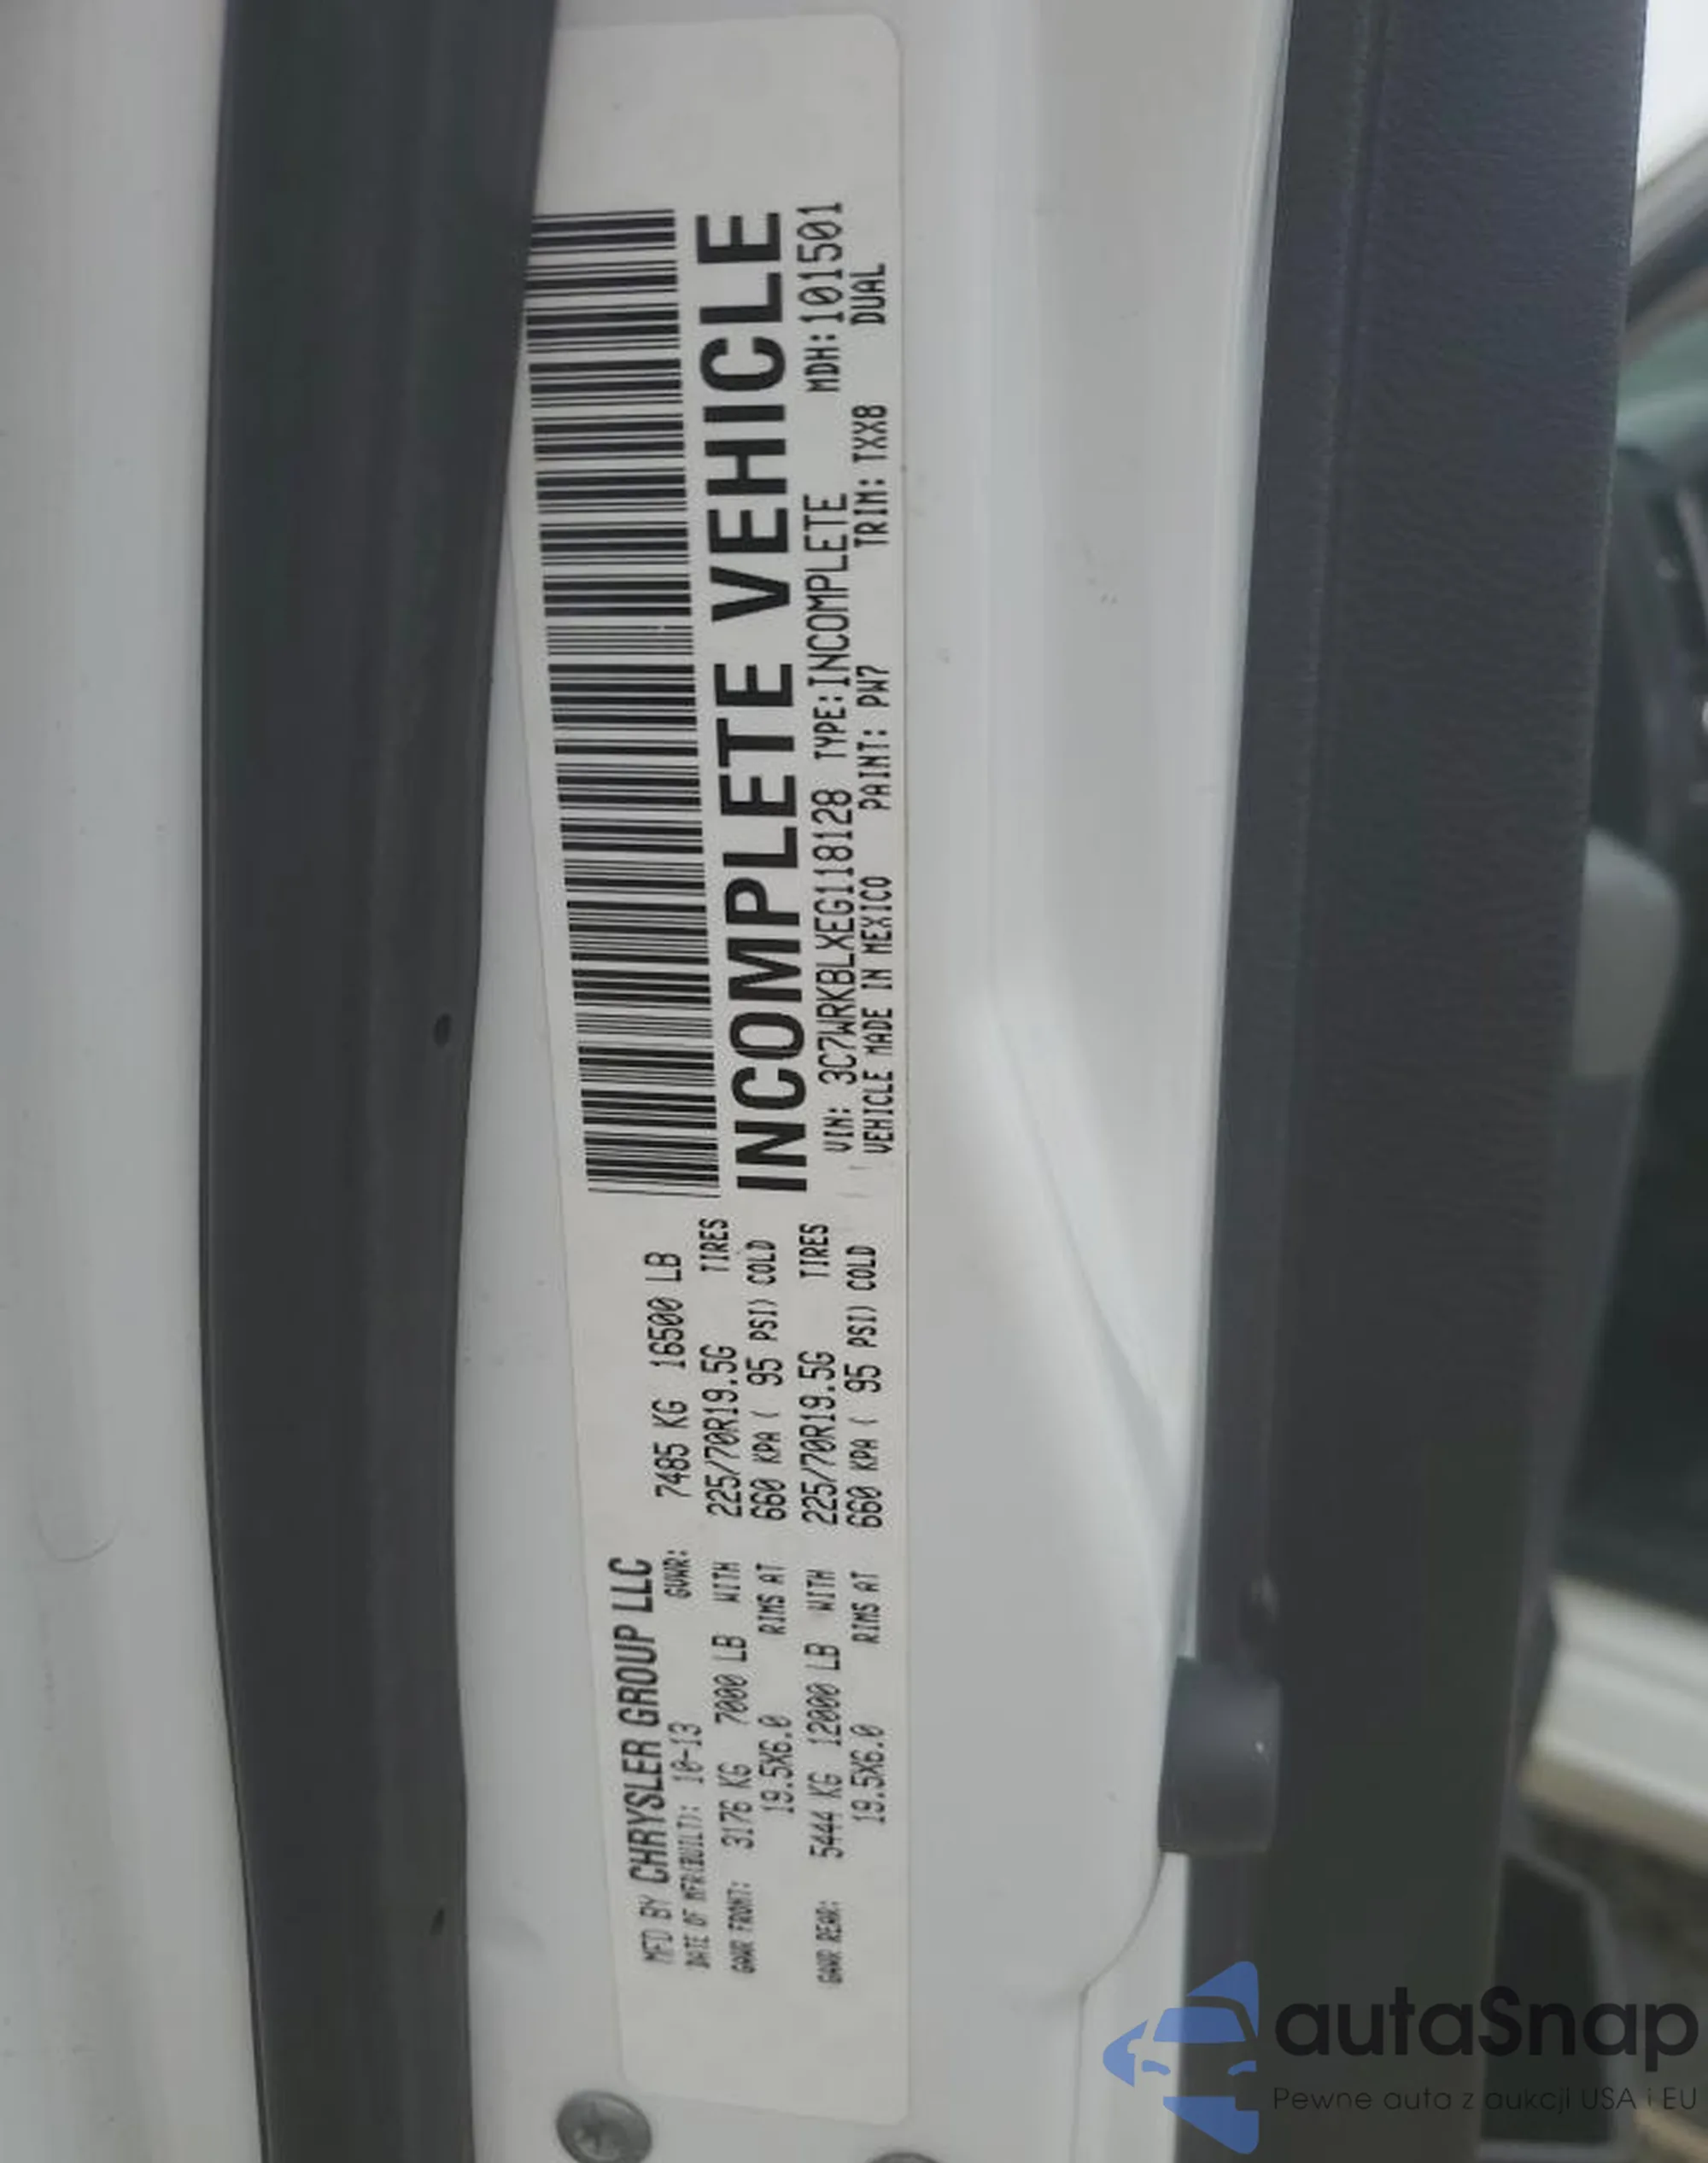 MFD BY CHRYSLER GROUP LLC
DATE OF MFR(BUILT): 10-13 GVWR: 7485 KG 16500 LB
GAWR FRONT: 3176 KG 7000 LB WITH 225/70R19.5G TIRES
19.5X6.0 RIMS AT 660 KPA ( 95 PSI) COLD
GAWR REAR: 5444 KG 12000 LB WITH 225/70R19.5G TIRES
19.5X6.0 RIMS AT 660 KPA ( 95 PSI) COLD
INCOMPLETE VEHICLE
VIN: 3C7WRKBLXEG118128 TYPE:INCOMPLETE MDH:101501
VEHICLE MADE IN MEXICO PAINT: PW7 TRIM: TXX8 DUAL
autaSnap
Pewne auta z aukcji USA i EU